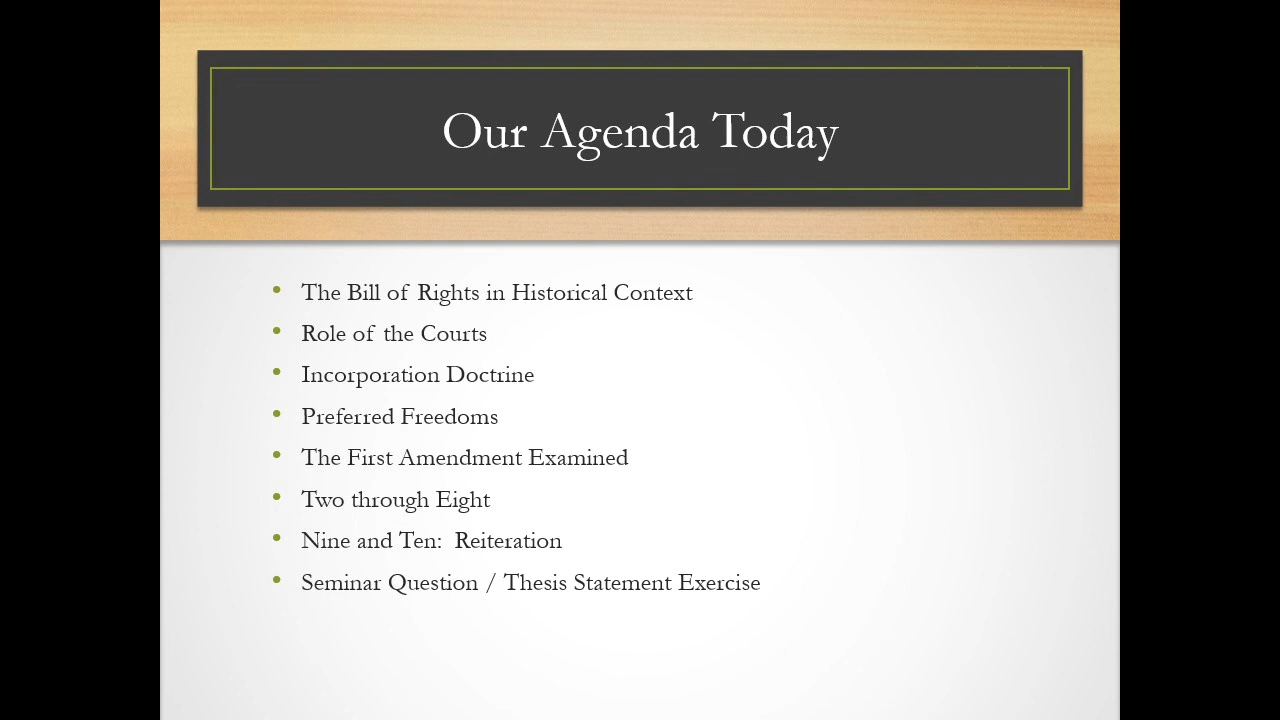 Our Agenda Today
The Bill of Rights in Historical Context
Role of the Courts
Incorporation Doctrine
Preferred Freedoms
The First Amendment Examined
Two through Eight
Nine and Ten:  Reiteration
Seminar Question / Thesis Statement Exercise